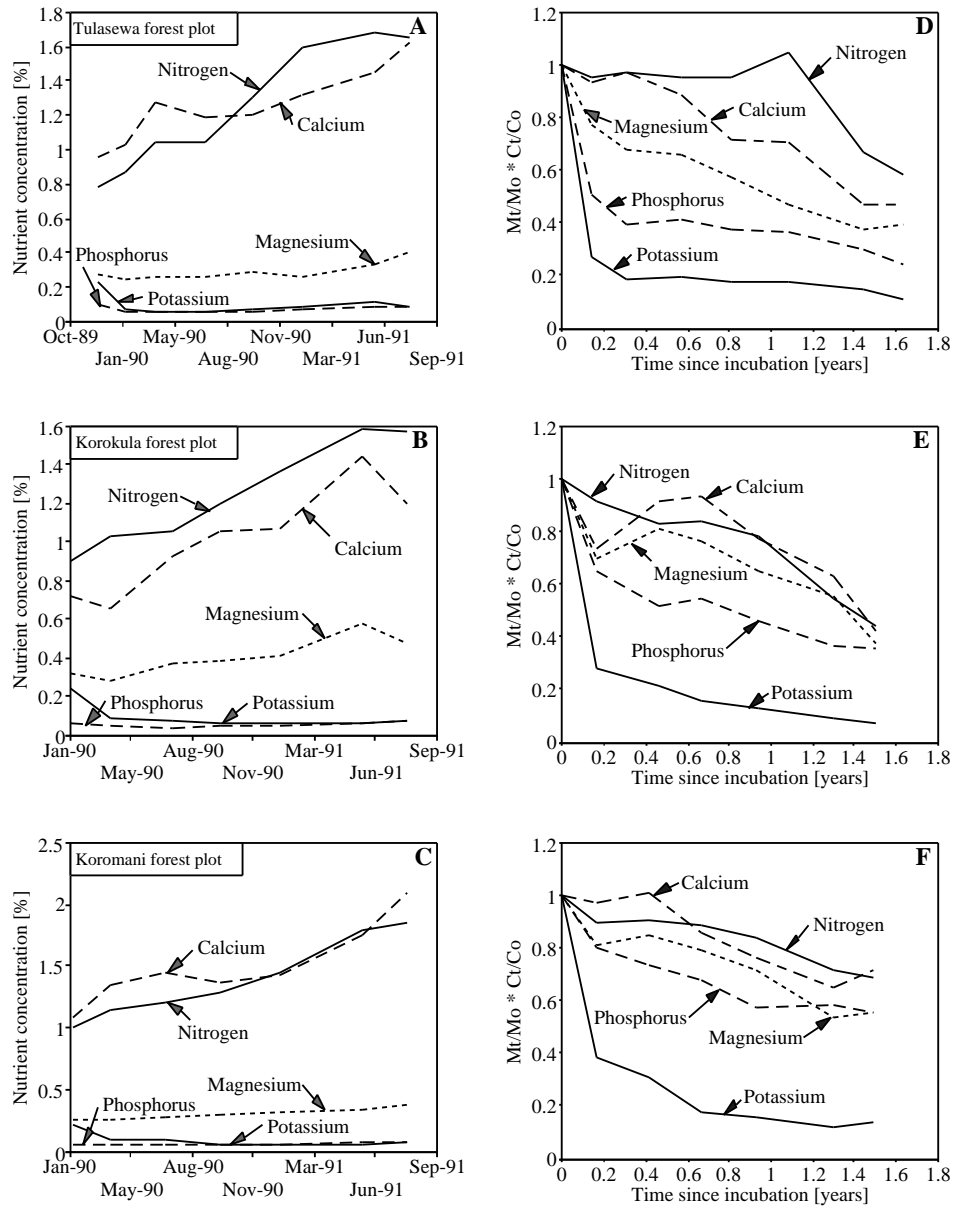 Tulasewa forest plot
A
Nutrient concentration [%]
1.8
1.6
1.4
1.2
1
0.8
0.6
0.4
0.2
0
Nitrogen
Calcium
Magnesium
Phosphorus
Potassium
Oct-89
May-90
Nov-90
Jun-91
Jan-90
Aug-90
Mar-91
Sep-91
D
Mt/Mo * Ct/Co
1.2
1
0.8
0.6
0.4
0.2
0
Nitrogen
Calcium
Magnesium
Phosphorus
Potassium
0 0.2 0.4 0.6 0.8 1 1.2 1.4 1.6 1.8
Time since incubation [years]
Korokula forest plot
B
Nutrient concentration [%]
1.6
1.4
1.2
1
0.8
0.6
0.4
0.2
0
Nitrogen
Calcium
Magnesium
Phosphorus
Potassium
Jan-90
Aug-90
Mar-91
Sep-91
May-90
Nov-90
Jun-91
E
Mt/Mo * Ct/Co
1.2
1
0.8
0.6
0.4
0.2
0
Nitrogen
Calcium
Magnesium
Phosphorus
Potassium
0 0.2 0.4 0.6 0.8 1 1.2 1.4 1.6 1.8
Time since incubation [years]
Koromani forest plot
C
Nutrient concentration [%]
2.5
2
1.5
1
0.5
0
Calcium
Nitrogen
Magnesium
Phosphorus
Potassium
Jan-90
Aug-90
Mar-91
Sep-91
May-90
Nov-90
Jun-91
F
Mt/Mo * Ct/Co
1.2
1
0.8
0.6
0.4
0.2
0
Calcium
Nitrogen
Phosphorus
Magnesium
Potassium
0 0.2 0.4 0.6 0.8 1 1.2 1.4 1.6 1.8
Time since incubation [years]